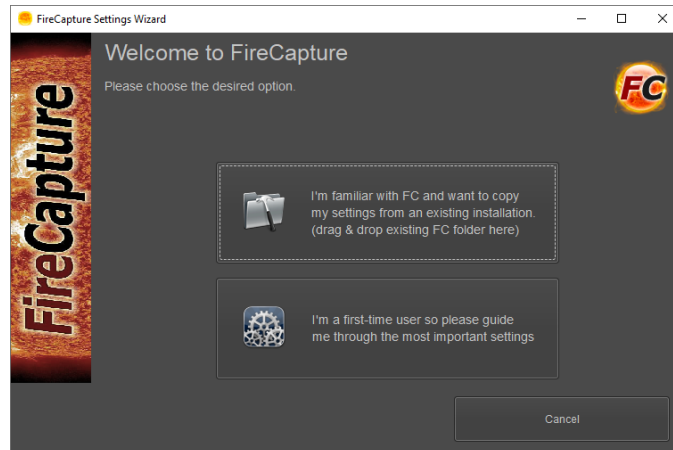 FireCapture Settings Wizard
Welcome to FireCapture
Please choose the desired option.
FC
FireCapture
I'm familiar with FC and want to copy
my settings from an existing installation.
(drag & drop existing FC folder here)
I'm a first-time user so please guide
me through the most important settings
Cancel